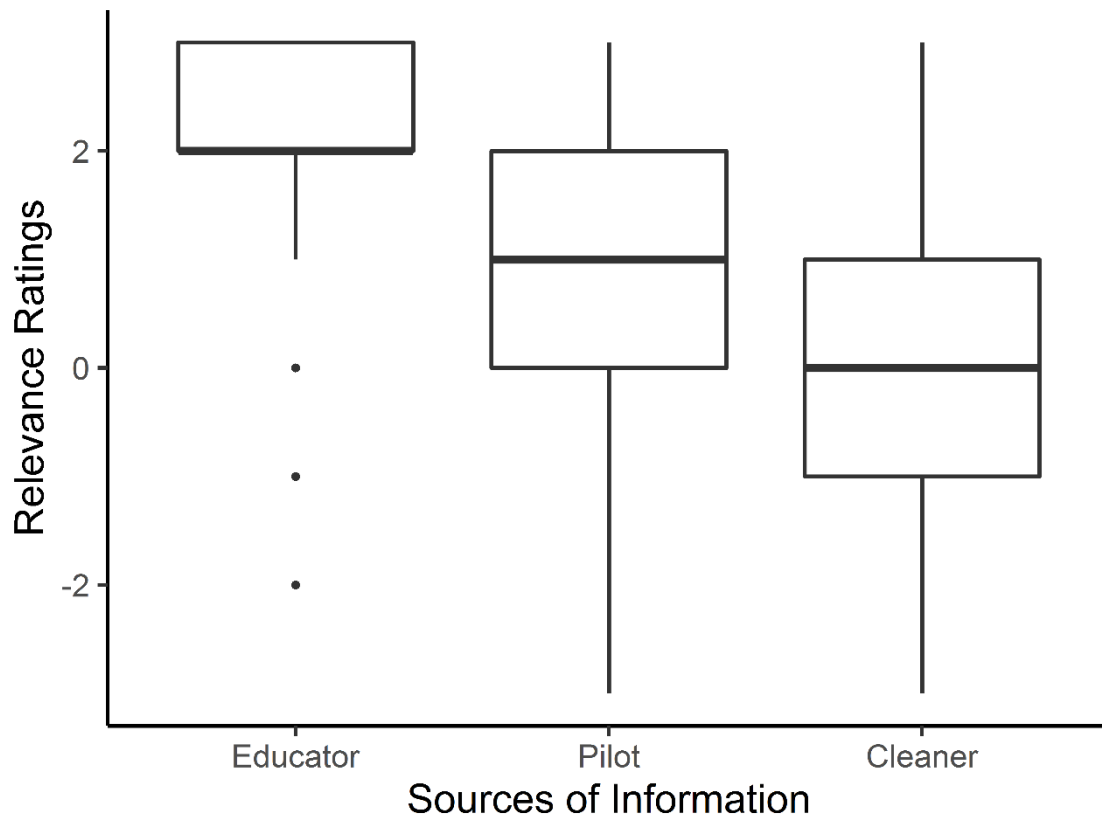 Relevance Ratings
2
0
-2
Educator Pilot Cleaner
Sources of Information